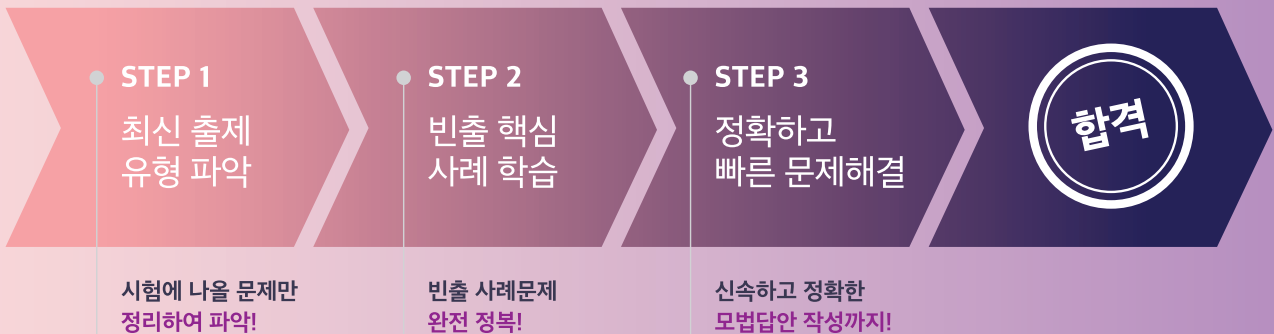 STEP 1
최신 출제
유형 파악
시험에 나올 문제만
정리하여 파악!
STEP 2
빈출 핵심
사례 학습
빈출 사례문제
완전 정복!
STEP 3
정확하고
빠른 문제해결
신속하고 정확한
모법답안 작성까지!
합격